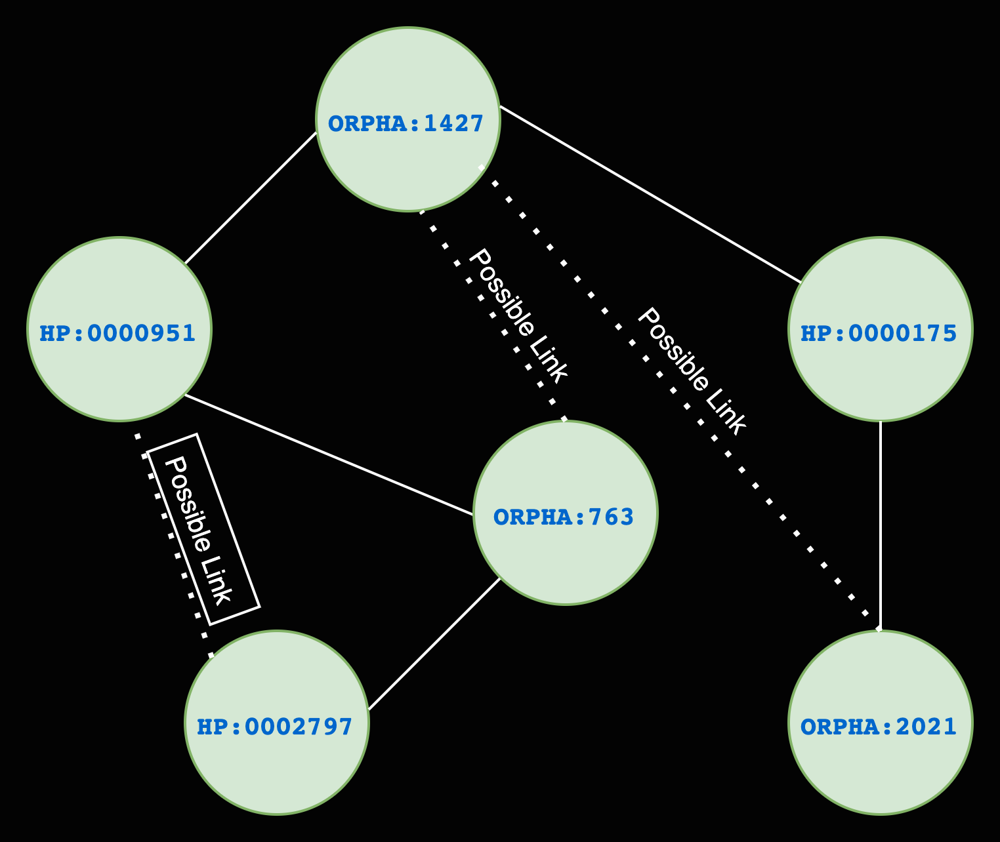 ORPHA:1427
Possible Link
Possible Link
HP:0000951
HP:0000175
Possible Link
ORPHA:763
HP:0002797
ORPHA:2021